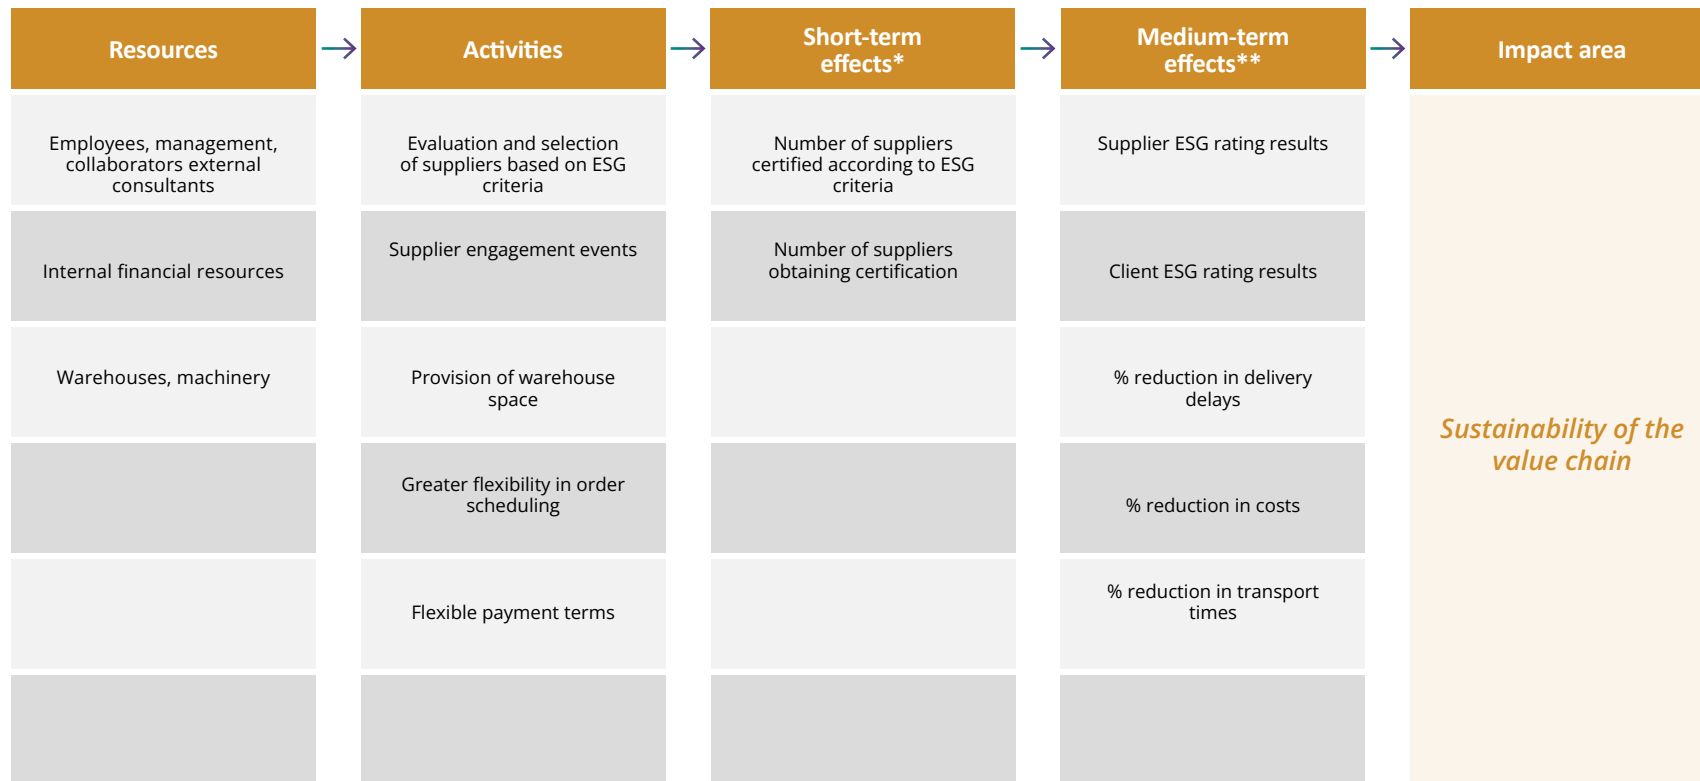 Resources
Activities
Short-term
effects*
Medium-term
effects**
Impact area
Employees, management,
collaborators external
consultants
Evaluation and selection
of suppliers based on ESG
criteria
Number of suppliers
certified according to ESG
criteria
Supplier ESG rating results
Internal financial resources
Supplier engagement events
Number of suppliers
obtaining certification
Client ESG rating results
Warehouses, machinery
Provision of warehouse
space
% reduction in delivery
delays
Greater flexibility in order
scheduling
% reduction in costs
Flexible payment terms
% reduction in transport
times
Sustainability of the
value chain